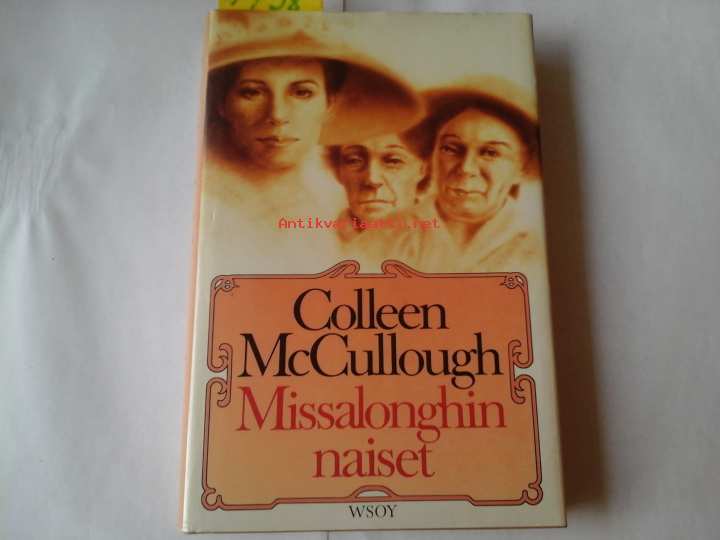 Antikvariaatti.net
Colleen
McCullough
Missalonghin
naiset
WSOY